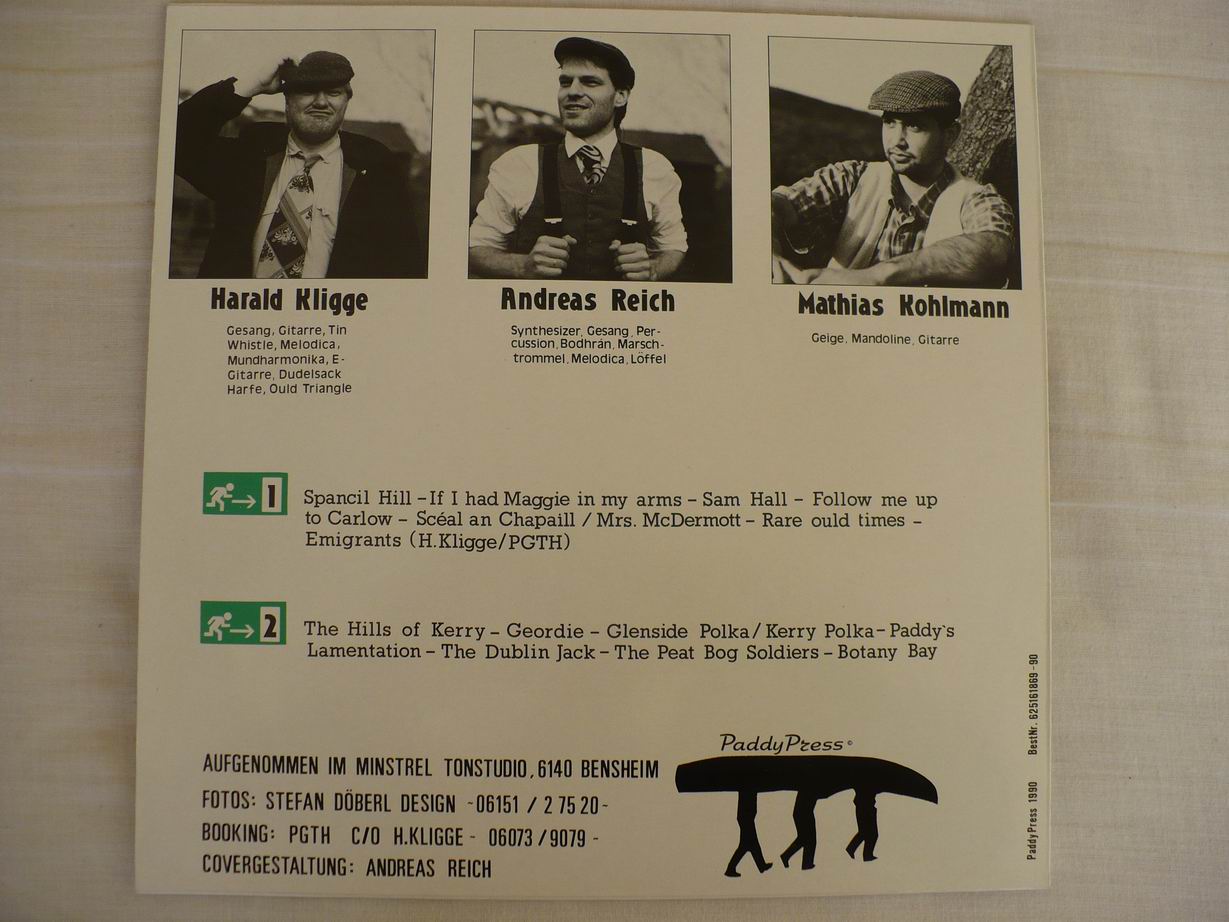 Harald Kligge
Gesang, Gitarre, Tin
Whistle, Melodica,
Mundharmonika, E-
Gitarre, Dudelsack
Harfe, Ould Triangle
Andreas Reich
Synthesizer, Gesang, Per-
cussion, Bodhrán, Marsch-
trommel, Melodica, Löffel
Mathias Kohlmann
Geige, Mandoline, Gitarre
1
Spancil Hill – If I had Maggie in my arms – Sam Hall – Follow me up
to Carlow – Scéal an Chapaill / Mrs. McDermott – Rare ould times –
Emigrants (H.Kligge/PGTH)
2
The Hills of Kerry – Geordie – Glenside Polka/Kerry Polka – Paddy`s
Lamentation – The Dublin Jack – The Peat Bog Soldiers – Botany Bay
AUFGENOMMEN IM MINSTREL TONSTUDIO, 6140 BENSHEIM
FOTOS: STEFAN DÖBERL DESIGN - 06151 / 2 75 20 -
BOOKING: PGTH C/O H.KLIGGE - 06073 / 9079 -
COVERGESTALTUNG: ANDREAS REICH
PaddyPress ©
PaddyPress 1990 BestNr. 625161869 - 90